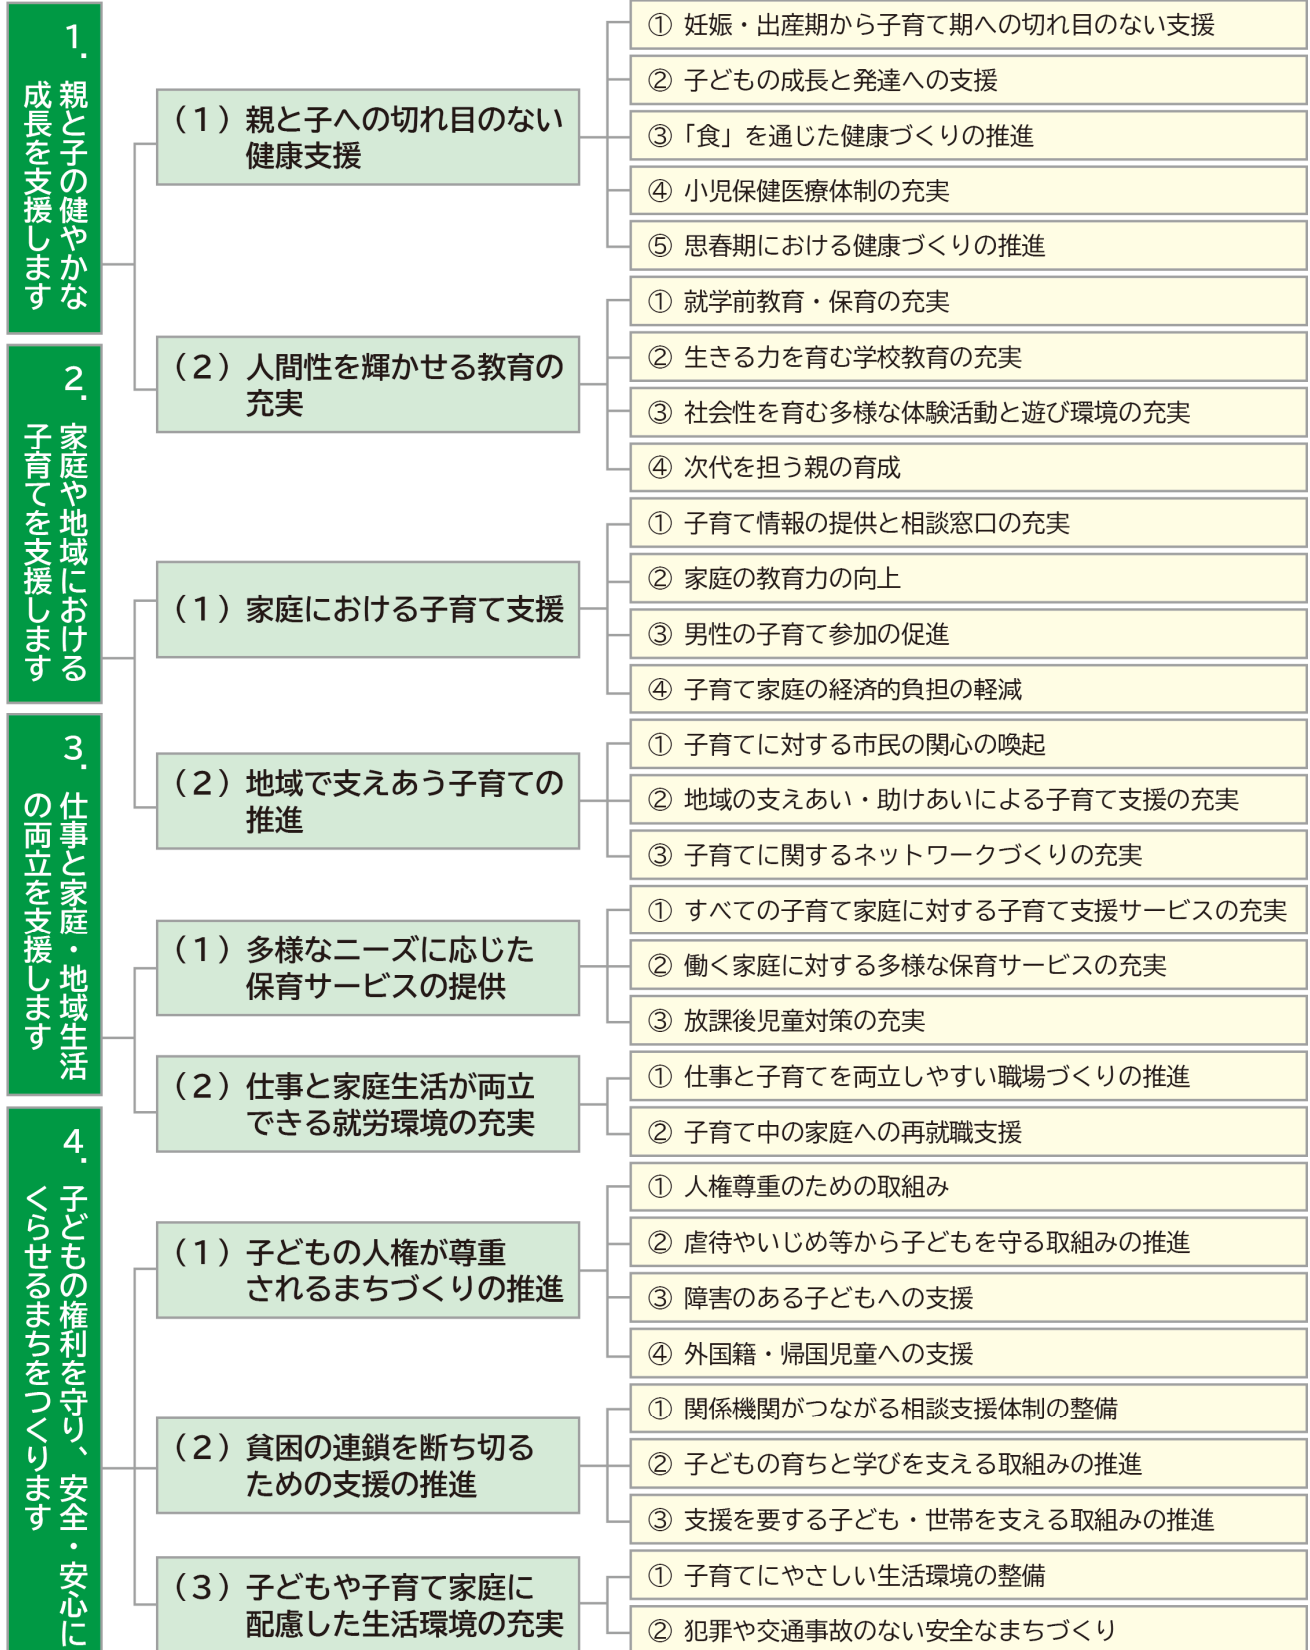 1.
親と子の健やかな
成長を支援します
（1）親と子への切れ目のない
健康支援
① 妊娠・出産期から子育て期への切れ目のない支援
② 子どもの成長と発達への支援
③「食」を通じた健康づくりの推進
④ 小児保健医療体制の充実
⑤ 思春期における健康づくりの推進
（2）人間性を輝かせる教育の
充実
① 就学前教育・保育の充実
② 生きる力を育む学校教育の充実
③ 社会性を育む多様な体験活動と遊び環境の充実
④ 次代を担う親の育成
2.
家庭や地域における
子育てを支援します
（1）家庭における子育て支援
① 子育て情報の提供と相談窓口の充実
② 家庭の教育力の向上
③ 男性の子育て参加の促進
④ 子育て家庭の経済的負担の軽減
（2）地域で支えあう子育ての
推進
① 子育てに対する市民の関心の喚起
② 地域の支えあい・助けあいによる子育て支援の充実
③ 子育てに関するネットワークづくりの充実
3.
仕事と家庭・地域生活
の両立を支援します
（1）多様なニーズに応じた
保育サービスの提供
① すべての子育て家庭に対する子育て支援サービスの充実
② 働く家庭に対する多様な保育サービスの充実
③ 放課後児童対策の充実
（2）仕事と家庭生活が両立
できる就労環境の充実
① 仕事と子育てを両立しやすい職場づくりの推進
② 子育て中の家庭への再就職支援
4.
子どもの権利を守り、安全・安心に
くらせるまちをつくります
（1）子どもの人権が尊重
されるまちづくりの推進
① 人権尊重のための取組み
② 虐待やいじめ等から子どもを守る取組みの推進
③ 障害のある子どもへの支援
④ 外国籍・帰国児童への支援
（2）貧困の連鎖を断ち切る
ための支援の推進
① 関係機関がつながる相談支援体制の整備
② 子どもの育ちと学びを支える取組みの推進
③ 支援を要する子ども・世帯を支える取組みの推進
（3）子どもや子育て家庭に
配慮した生活環境の充実
① 子育てにやさしい生活環境の整備
② 犯罪や交通事故のない安全なまちづくり